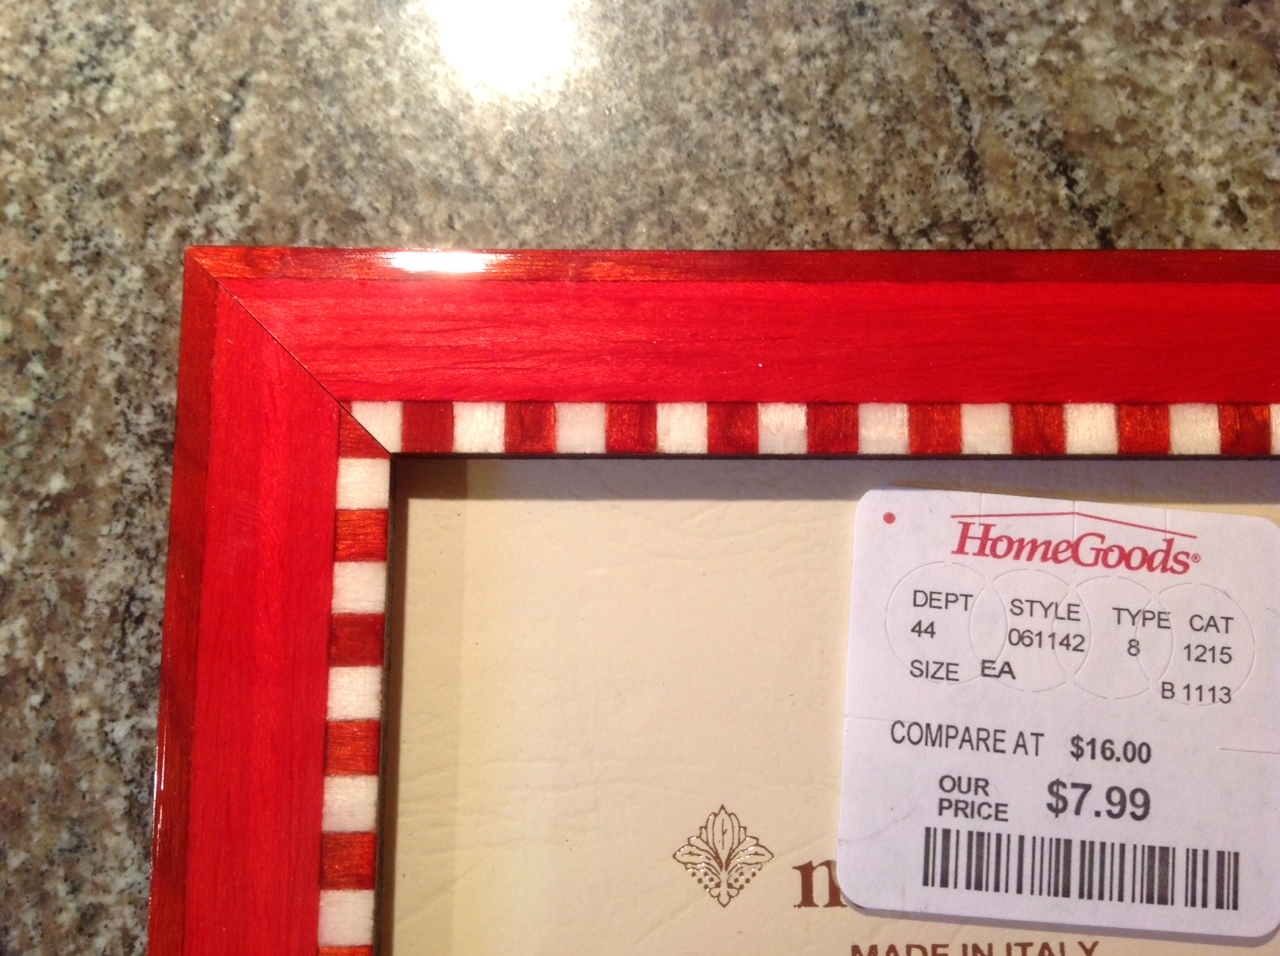 HomeGoods®
DEPT STYLE TYPE CAT
44 061142 8 1215
SIZE EA
B 1113
COMPARE AT $16.00
OUR PRICE $7.99
MADE IN ITALY